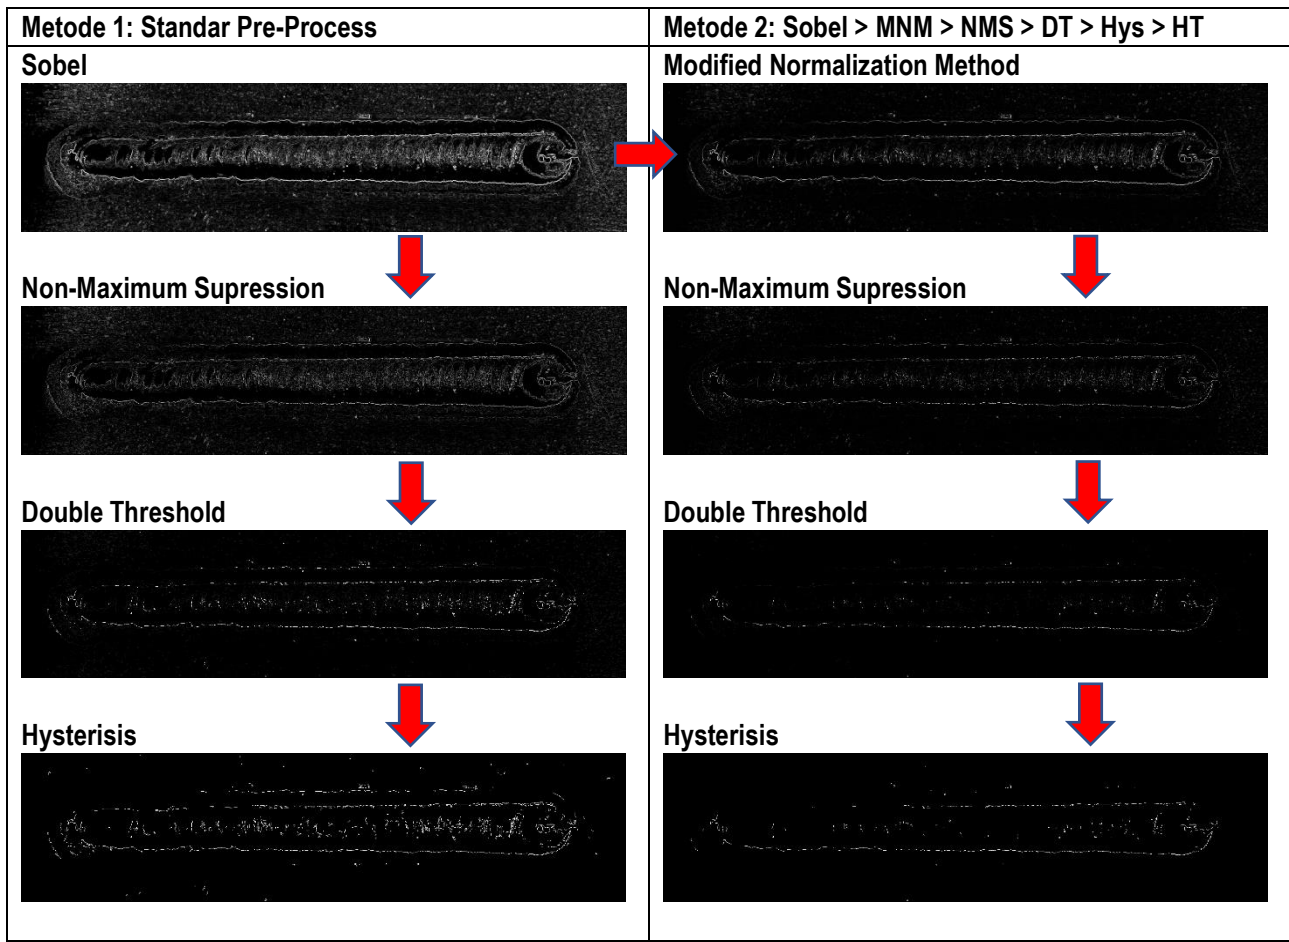 Metode 1: Standar Pre-Process
Metode 2: Sobel > MNM > NMS > DT > Hys > HT
Sobel
Modified Normalization Method
Non-Maximum Supression
Non-Maximum Supression
Double Threshold
Double Threshold
Hysterisis
Hysterisis